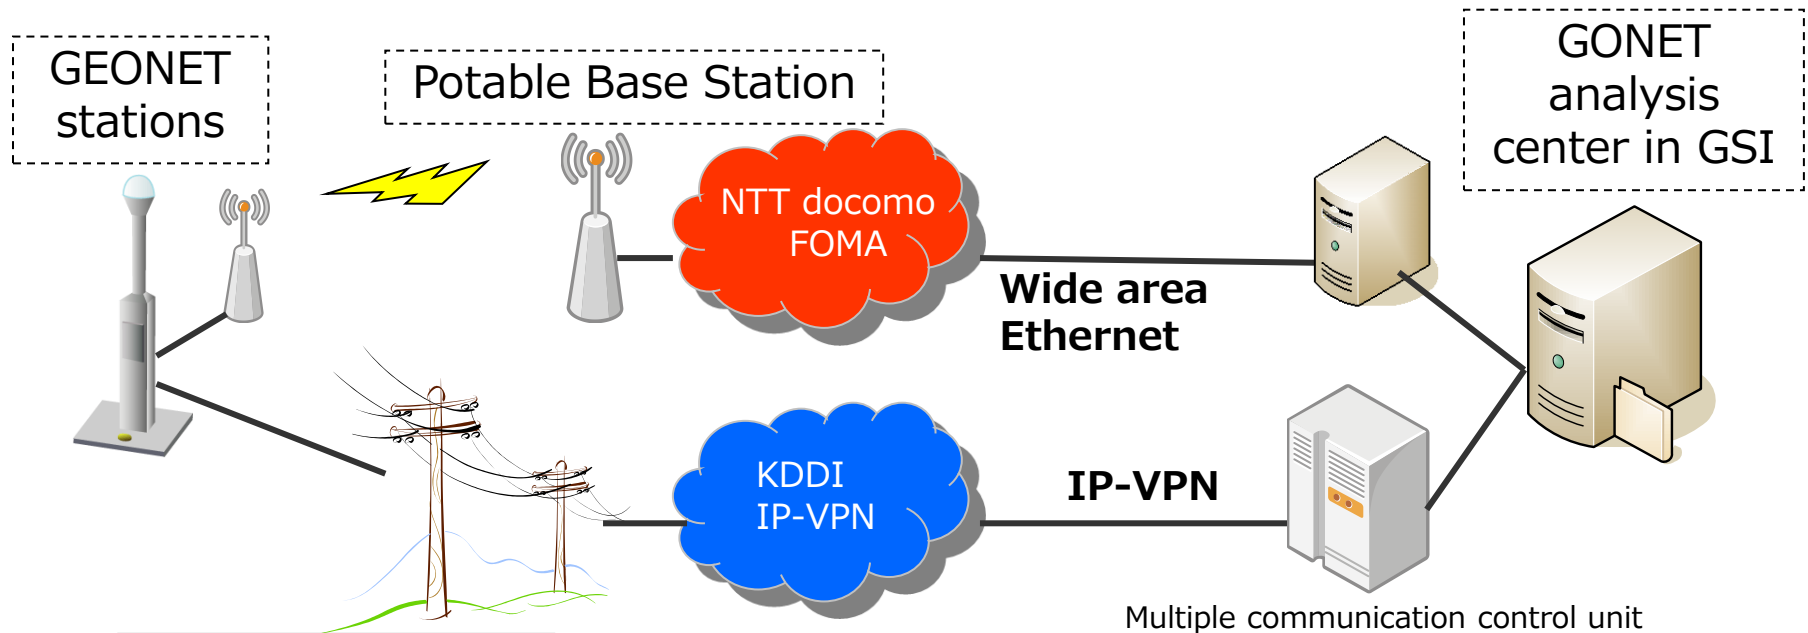 GEONET
stations
Potable Base Station
GONET
analysis
center in GSI
NTT docomo
FOMA
Wide area
Ethernet
KDDI
IP-VPN
IP-VPN
Multiple communication control unit